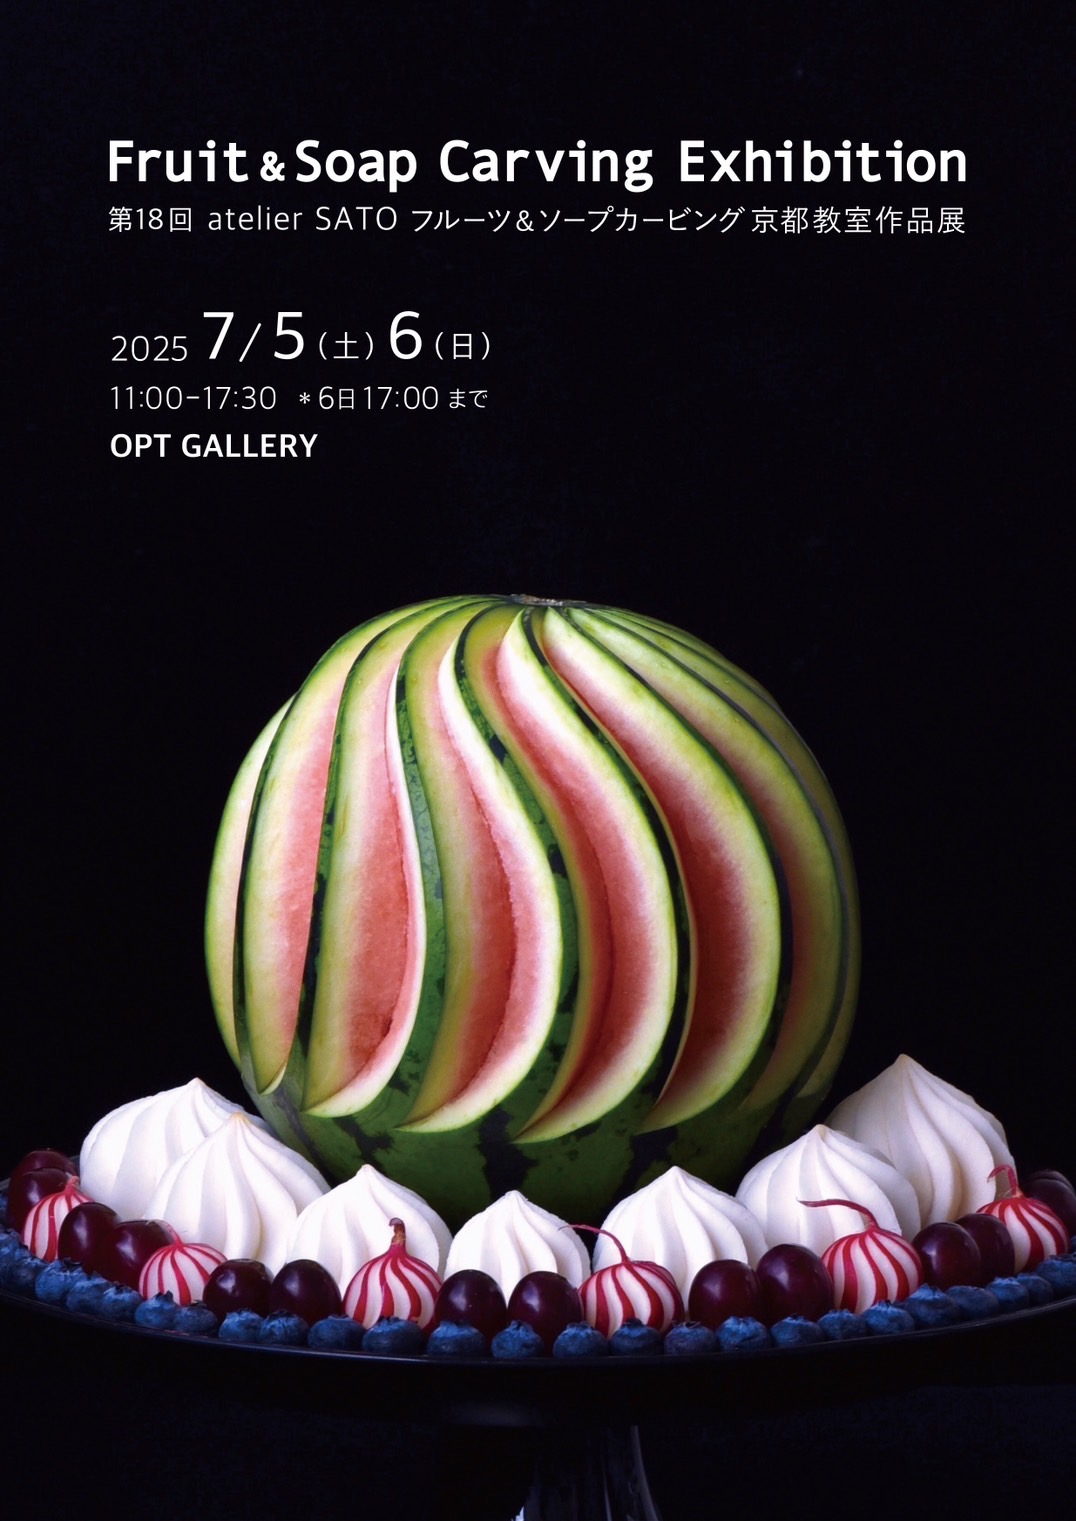 Fruit & Soap Carving Exhibition
第18回 atelier SATO フルーツ&ソープカービング 京都教室作品展
2025 7/5(土)6(日)
11:00-17:30 *6日17:00まで
OPT GALLERY